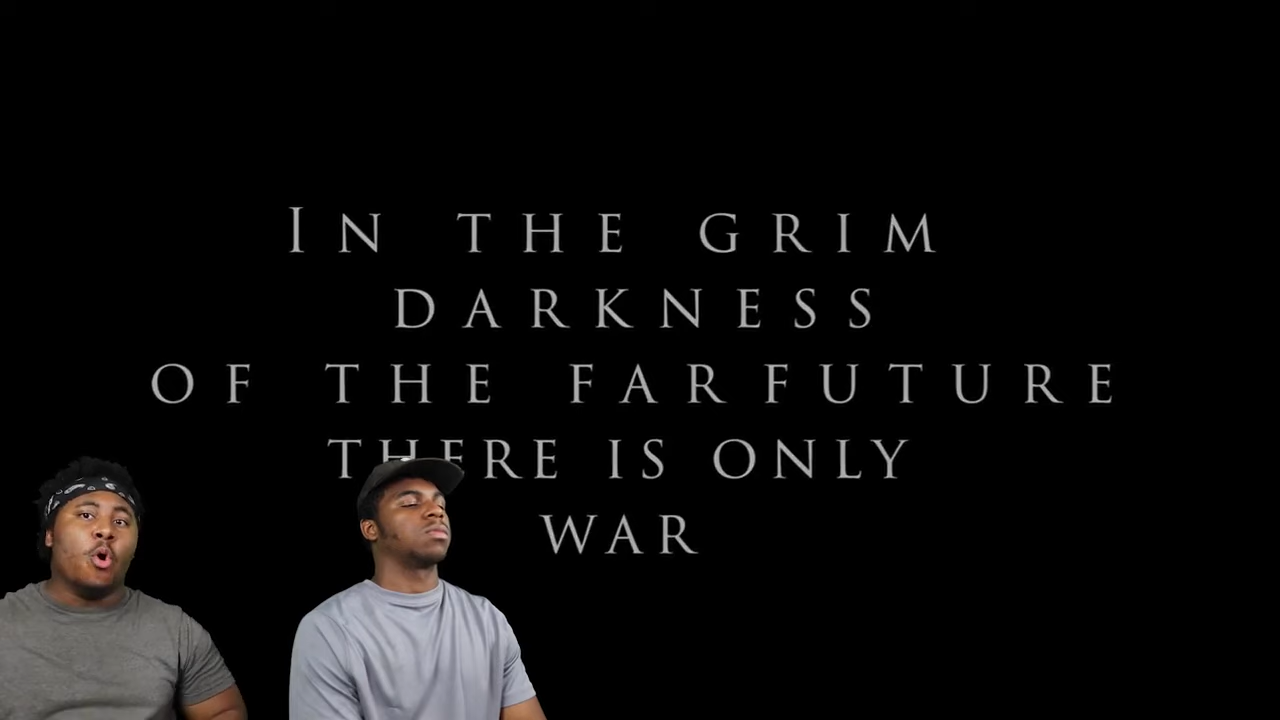 IN THE GRIM
DARKNESS
OF THE FARFUTURE
THERE IS ONLY
WAR